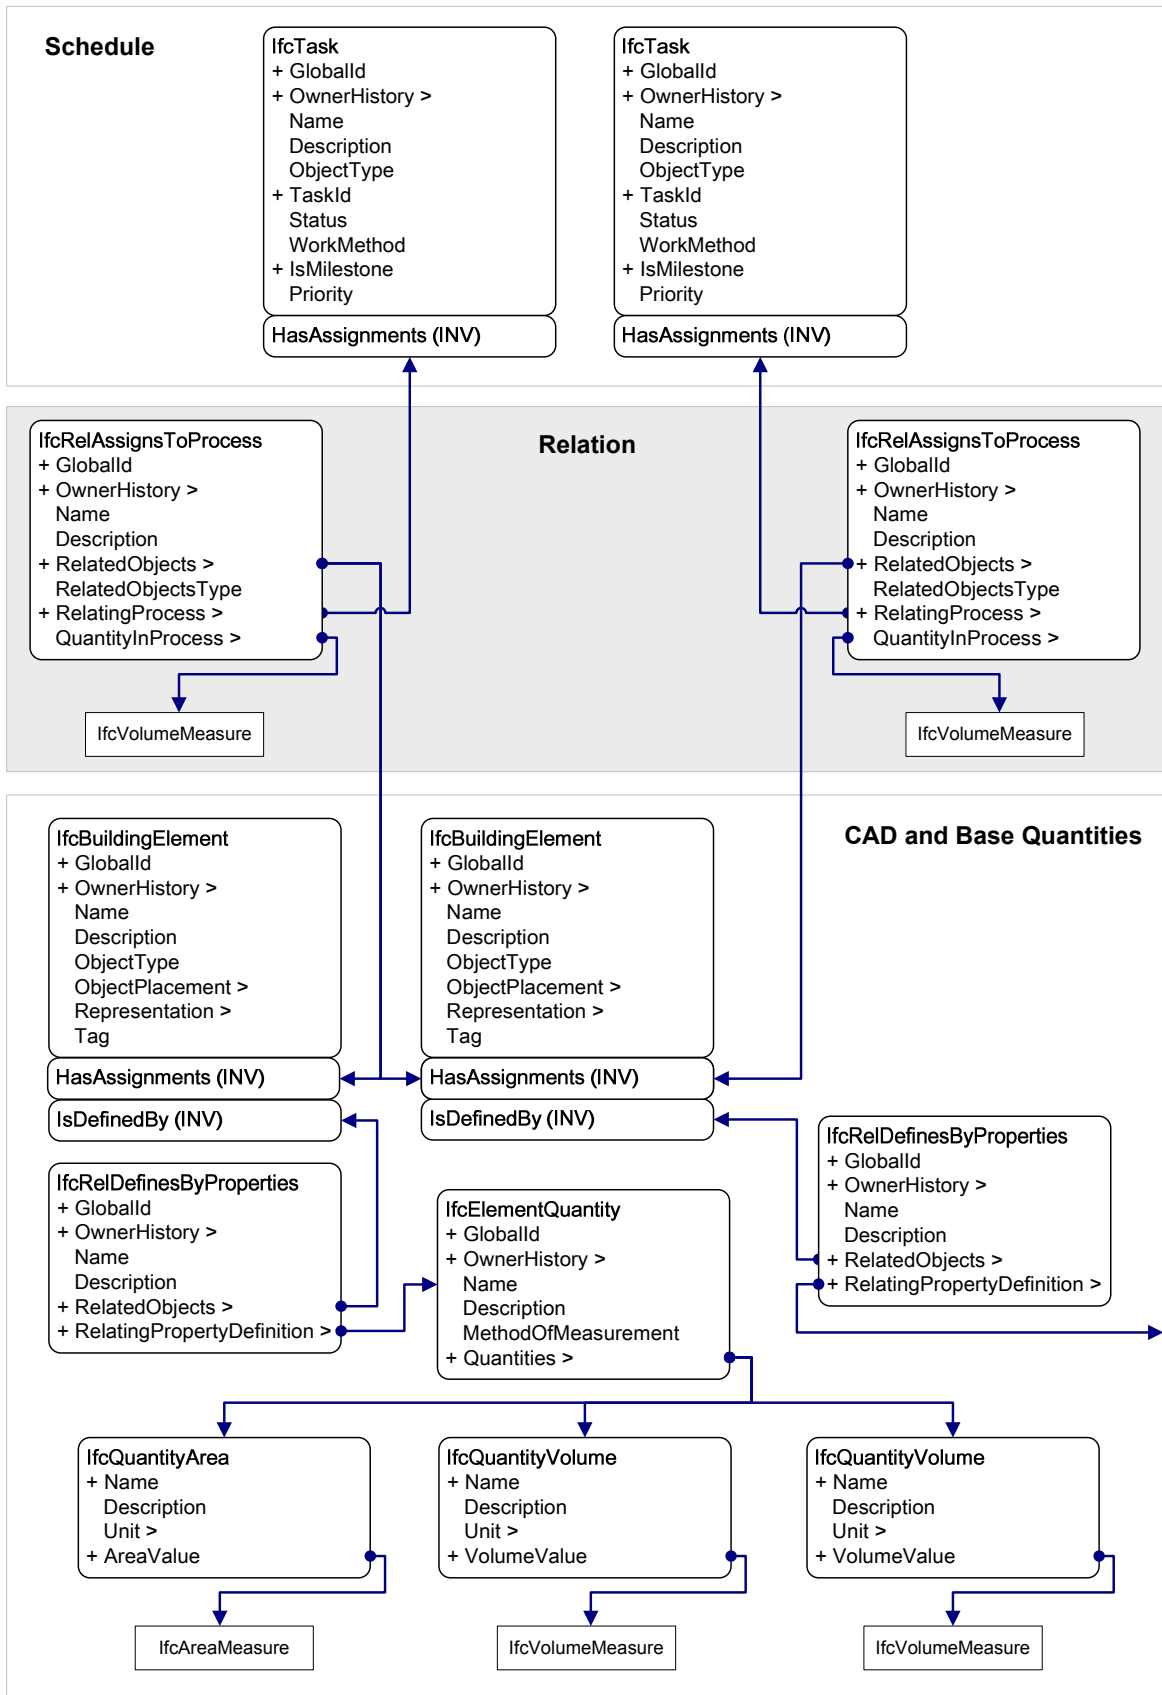 Schedule
IfcTask
+ GlobalId
+ OwnerHistory >
Name
Description
ObjectType
+ TaskId
Status
WorkMethod
+ IsMilestone
Priority
HasAssignments (INV)
IfcTask
+ GlobalId
+ OwnerHistory >
Name
Description
ObjectType
+ TaskId
Status
WorkMethod
+ IsMilestone
Priority
HasAssignments (INV)
Relation
IfcRelAssignsToProcess
+ GlobalId
+ OwnerHistory >
Name
Description
+ RelatedObjects >
RelatedObjectsType
+ RelatingProcess >
QuantityInProcess >
IfcVolumeMeasure
IfcRelAssignsToProcess
+ GlobalId
+ OwnerHistory >
Name
Description
+ RelatedObjects >
RelatedObjectsType
+ RelatingProcess >
QuantityInProcess >
IfcVolumeMeasure
CAD and Base Quantities
IfcBuildingElement
+ GlobalId
+ OwnerHistory >
Name
Description
ObjectType
ObjectPlacement >
Representation >
Tag
HasAssignments (INV)
IsDefinedBy (INV)
IfcBuildingElement
+ GlobalId
+ OwnerHistory >
Name
Description
ObjectType
ObjectPlacement >
Representation >
Tag
HasAssignments (INV)
IsDefinedBy (INV)
IfcRelDefinesByProperties
+ GlobalId
+ OwnerHistory >
Name
Description
+ RelatedObjects >
+ RelatingPropertyDefinition >
IfcElementQuantity
+ GlobalId
+ OwnerHistory >
Name
Description
MethodOfMeasurement
+ Quantities >
IfcRelDefinesByProperties
+ GlobalId
+ OwnerHistory >
Name
Description
+ RelatedObjects >
+ RelatingPropertyDefinition >
IfcQuantityArea
+ Name
Description
Unit >
+ AreaValue
IfcAreaMeasure
IfcQuantityVolume
+ Name
Description
Unit >
+ VolumeValue
IfcVolumeMeasure
IfcQuantityVolume
+ Name
Description
Unit >
+ VolumeValue
IfcVolumeMeasure